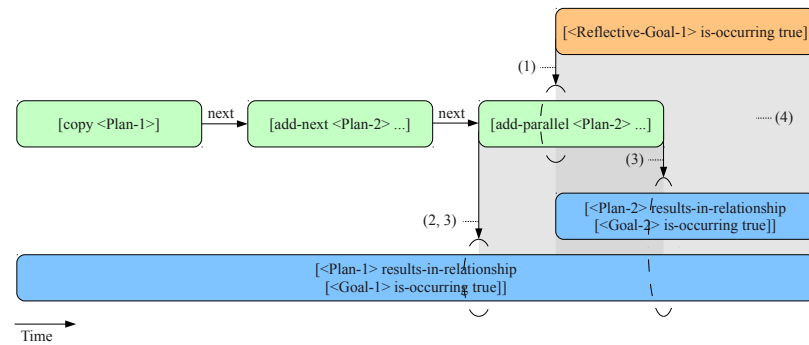 [<Reflective-Goal-1> is-occurring true]
(1)
next
next
[copy <Plan-1>]
[add-next <Plan-2> ...]
[add-parallel <Plan-2> ...]
(4)
(3)
[<Plan-2> results-in-relationship
[<Goal-2> is-occurring true]]
(2, 3)
[<Plan-1> results-in-relationship
[<Goal-1> is-occurring true]]
Time